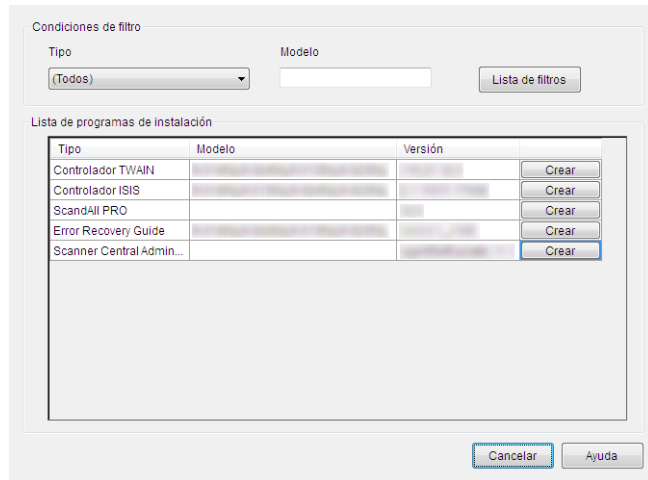 Condiciones de filtro
Tipo Modelo
(Todos) Lista de filtros
Lista de programas de instalación
Tipo Modelo Versión
Controlador TWAIN Crear
Controlador ISIS Crear
ScandAll PRO Crear
Error Recovery Guide Crear
Scanner Central Admin... Crear
Cancelar Ayuda